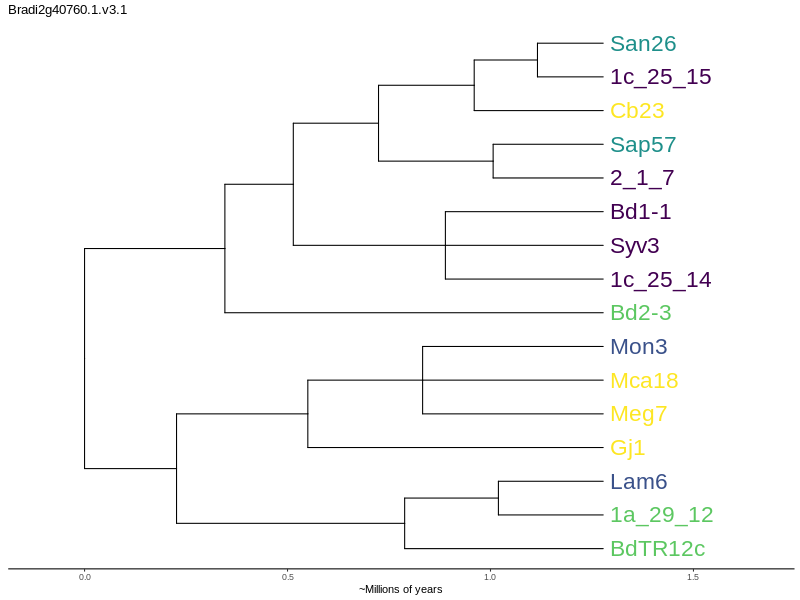 Bradi2g40760.1.v3.1
San26
1c_25_15
Cb23
Sap57
2_1_7
Bd1-1
Syv3
1c_25_14
Bd2-3
Mon3
Mca18
Meg7
Gj1
Lam6
1a_29_12
BdTR12c
0.0 0.5 1.0 1.5
~Millions of years